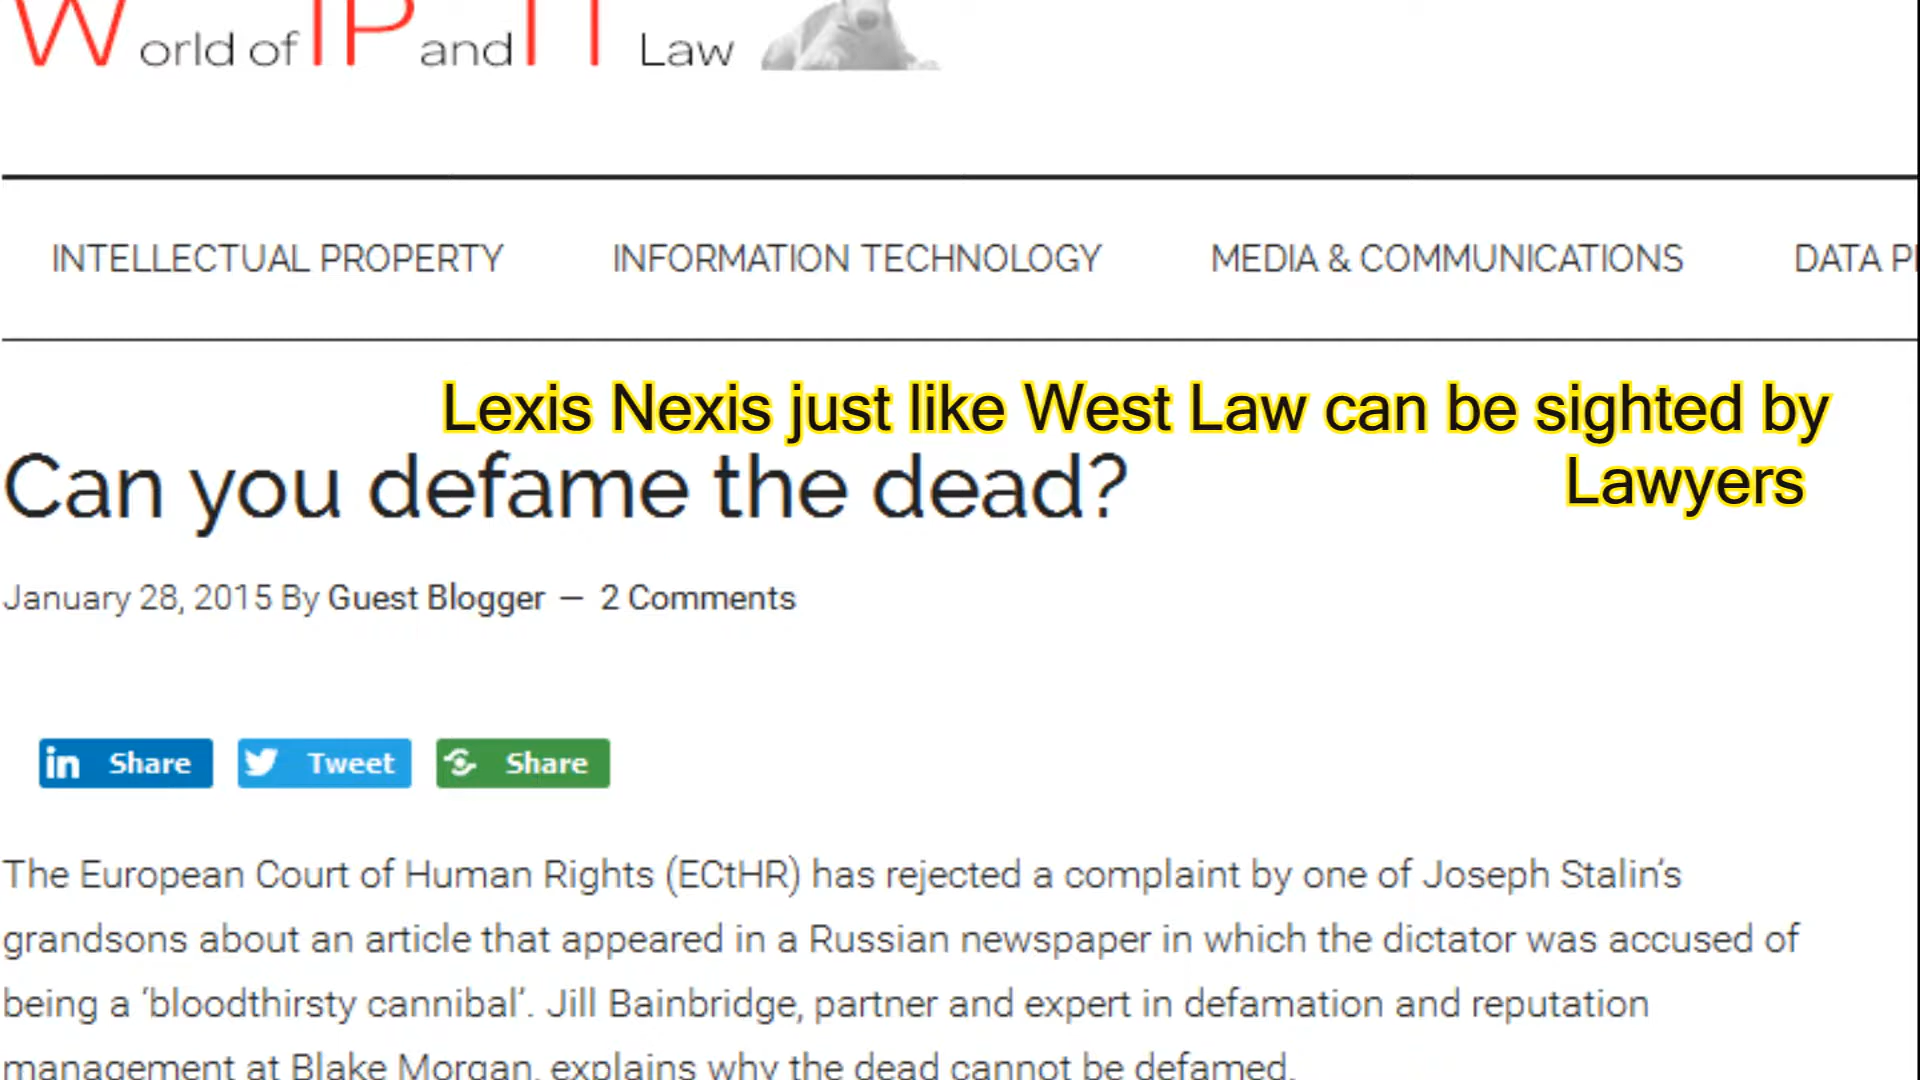 World of IP and IT Law
INTELLECTUAL PROPERTY INFORMATION TECHNOLOGY MEDIA & COMMUNICATIONS DATA
Lexis Nexis just like West Law can be sighted by
Lawyers
Can you defame the dead?
January 28, 2015 By Guest Blogger — 2 Comments
in Share Tweet Share
The European Court of Human Rights (ECtHR) has rejected a complaint by one of Joseph Stalin's
grandsons about an article that appeared in a Russian newspaper in which the dictator was accused of
being a 'bloodthirsty cannibal'. Jill Bainbridge, partner and expert in defamation and reputation
management at Blake Morgan, explains why the dead cannot be defamed.